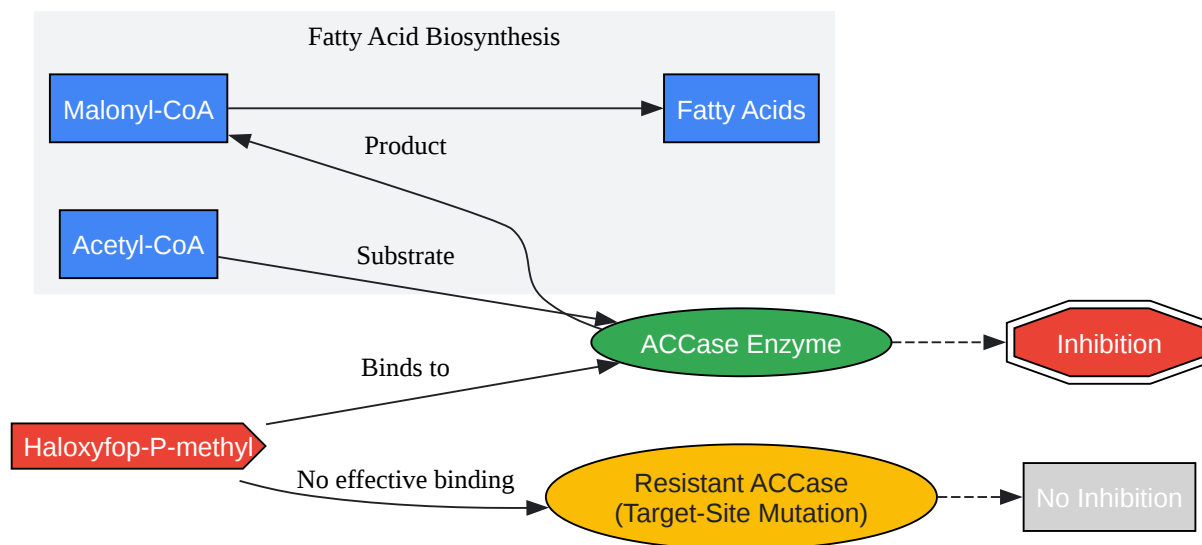 Fatty Acid Biosynthesis
Malonyl-CoA
Fatty Acids
Product
Acetyl-CoA
Substrate
ACCase Enzyme
Inhibition
Binds to
Haloxyfop-P-methyl
No effective binding
Resistant ACCase
(Target-Site Mutation)
No Inhibition